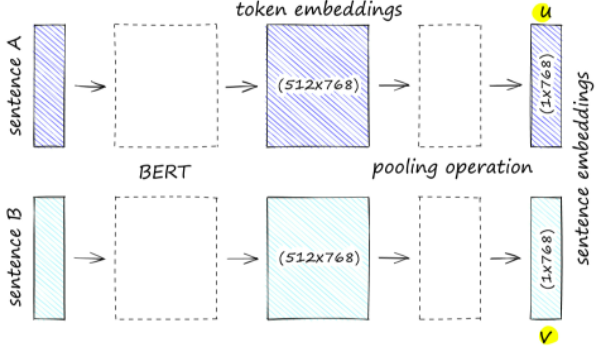 token embeddings
u
sentence A
(512x768)
(1x768)
BERT
pooling operation
sentence embeddings
sentence B
(512x768)
(1x768)
v